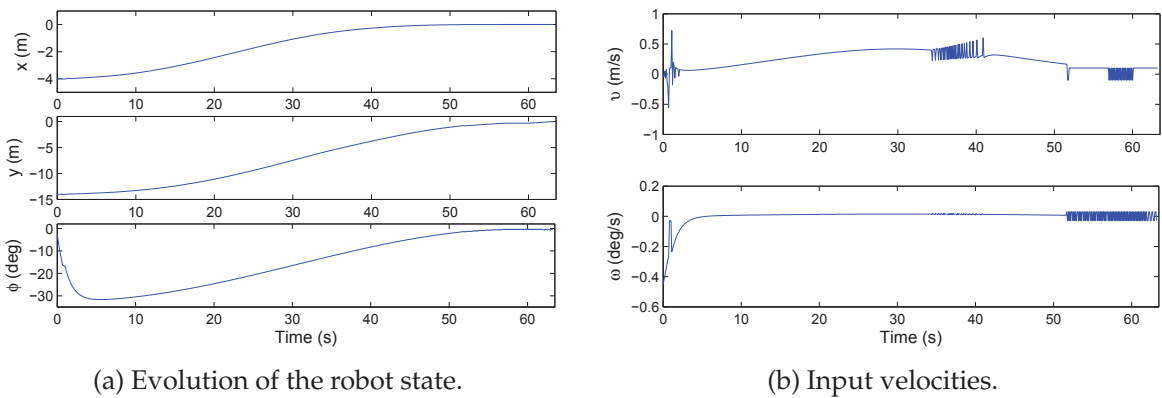 0
−2
−4
x (m)
0 10 20 30 40 50 60
0
−5
−10
−15
y (m)
0 10 20 30 40 50 60
0
−10
−20
−30
ϕ (deg)
0 10 20 30 40 50 60
Time (s)
(a) Evolution of the robot state.
1
0.5
0
−0.5
−1
υ (m/s)
0 10 20 30 40 50 60
0.2
0
−0.2
−0.4
−0.6
ω (deg/s)
0 10 20 30 40 50 60
Time (s)
(b) Input velocities.